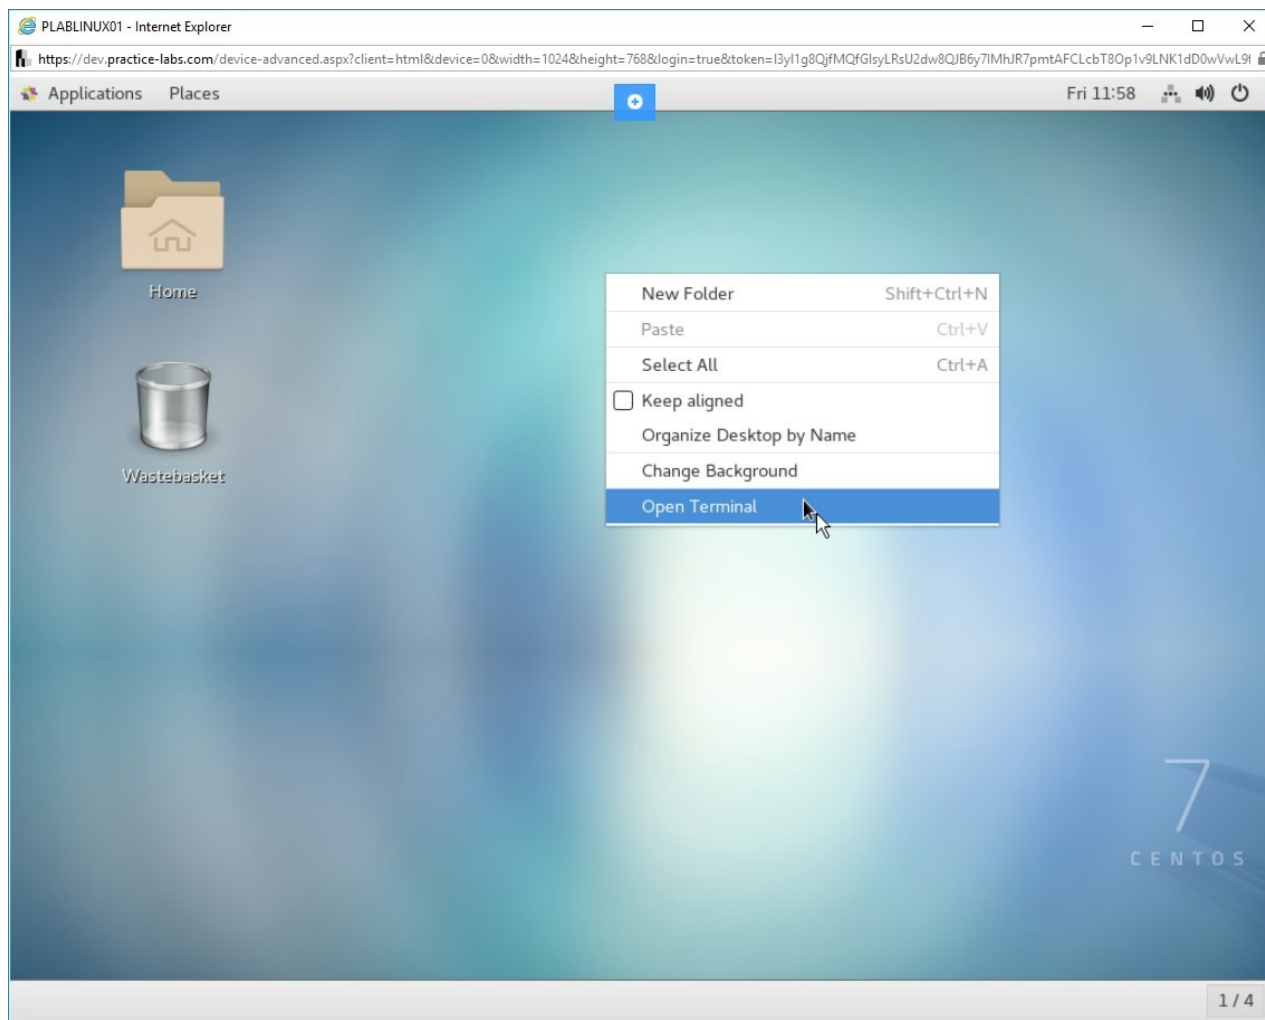 PLABLINUX01 - Internet Explorer
https://dev.practice-labs.com/device-advanced.aspx?client=html&device=0&width=1024&height=768&login=true&token=
Applications Places Fri 11:58
Home
Wastebasket
New Folder Shift+Ctrl+N
Paste Ctrl+V
Select All Ctrl+A
Keep aligned
Organize Desktop by Name
Change Background
Open Terminal
7
CENTOS
1 / 4